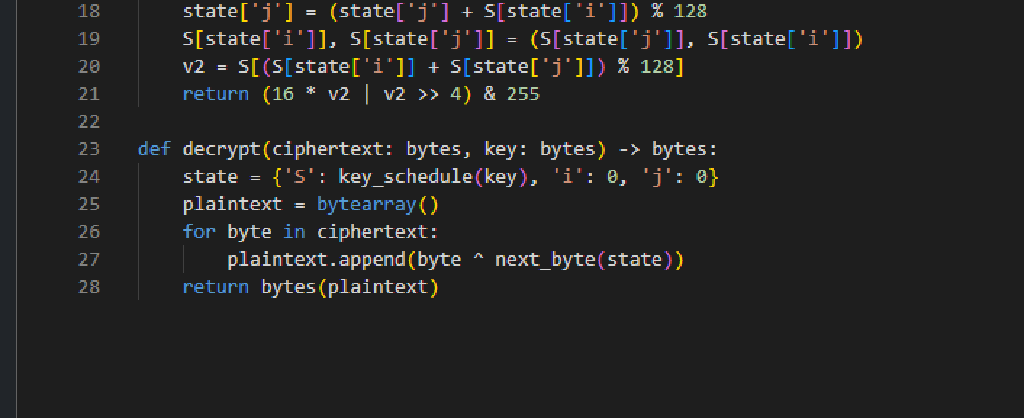 18 state['j'] = (state['j'] + S[state['i']]) % 128
19 S[state['i']], S[state['j']] = (S[state['j']], S[state['i']])
20 v2 = S[(S[state['i']] + S[state['j']]) % 128]
21 return (16 * v2 | v2 >> 4) & 255
22
23 def decrypt(ciphertext: bytes, key: bytes) -> bytes:
24 state = {'S': key_schedule(key), 'i': 0, 'j': 0}
25 plaintext = bytearray()
26 for byte in ciphertext:
27 plaintext.append(byte ^ next_byte(state))
28 return bytes(plaintext)